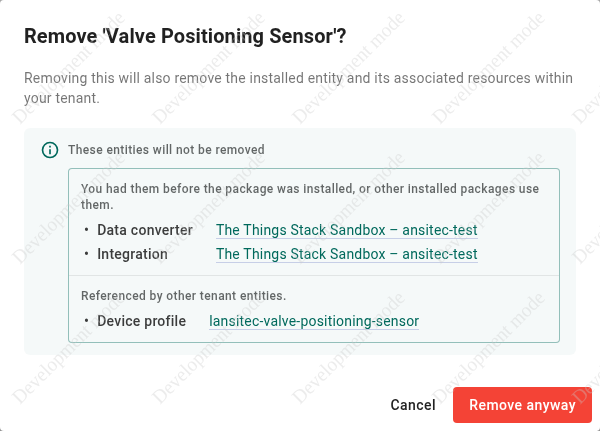 Remove 'Valve Positioning Sensor'?
Removing this will also remove the installed entity and its associated resources within
your tenant.
These entities will not be removed
You had them before the package was installed, or other installed packages use
them.
• Data converter The Things Stack Sandbox – ansitec-test
• Integration The Things Stack Sandbox – ansitec-test
Referenced by other tenant entities.
• Device profile lansitec-valve-positioning-sensor
Cancel Remove anyway
Development mode